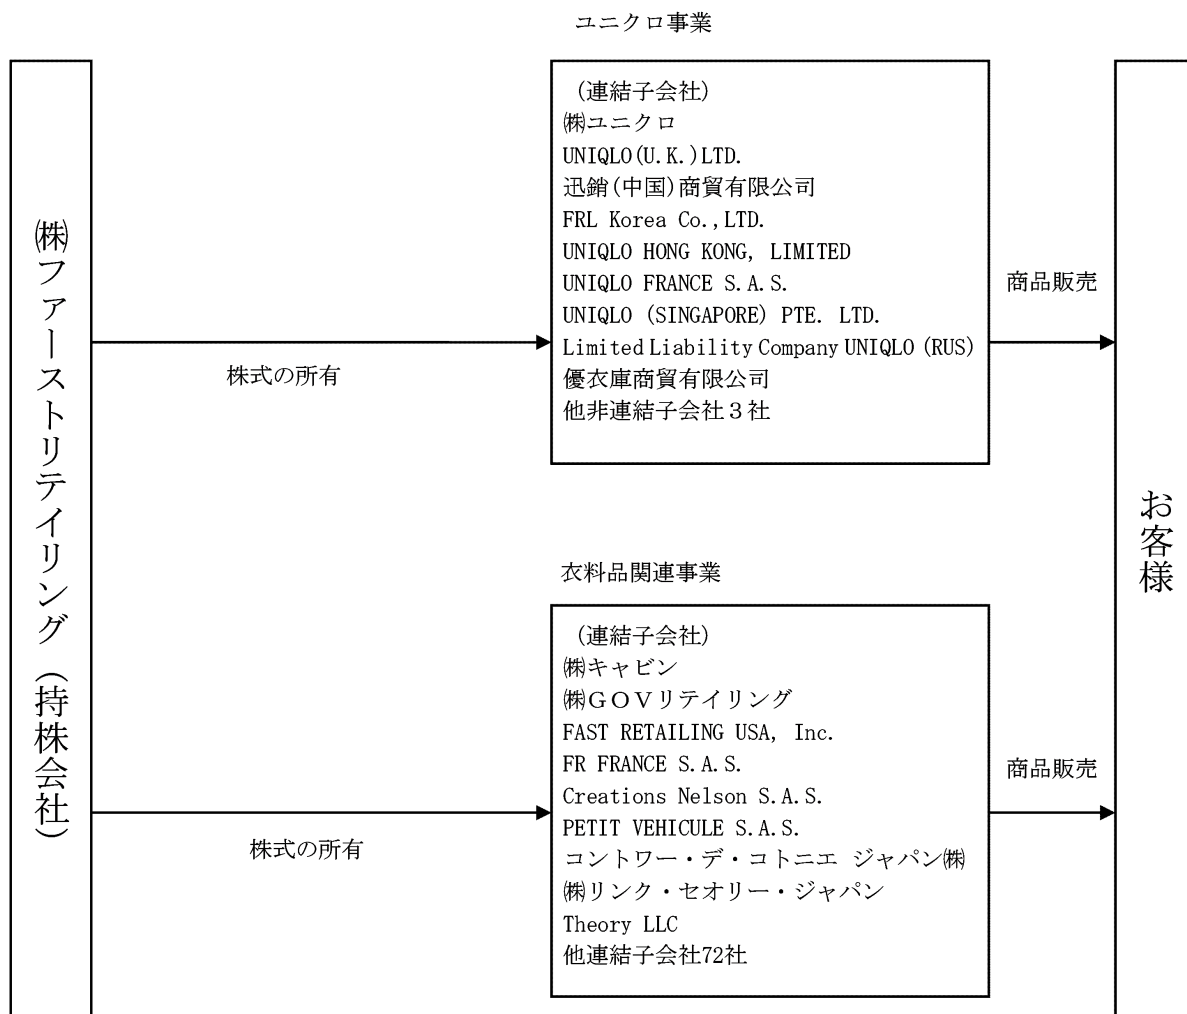 ユニクロ事業
㈱ファーストリテイリング（持株会社）
株式の所有
（連結子会社）
㈱ユニクロ
UNIQLO(U.K.)LTD.
迅銷(中国)商貿有限公司
FRL Korea Co.,LTD.
UNIQLO HONG KONG, LIMITED
UNIQLO FRANCE S.A.S.
UNIQLO (SINGAPORE) PTE. LTD.
Limited Liability Company UNIQLO (RUS)
優衣庫商貿有限公司
他非連結子会社３社
商品販売
お客様
衣料品関連事業
株式の所有
（連結子会社）
㈱キャビン
㈱ＧＯＶリテイリング
FAST RETAILING USA, Inc.
FR FRANCE S.A.S.
Creations Nelson S.A.S.
PETIT VEHICULE S.A.S.
コントワー・デ・コトニエ ジャパン㈱
㈱リンク・セオリー・ジャパン
Theory LLC
他連結子会社72社
商品販売